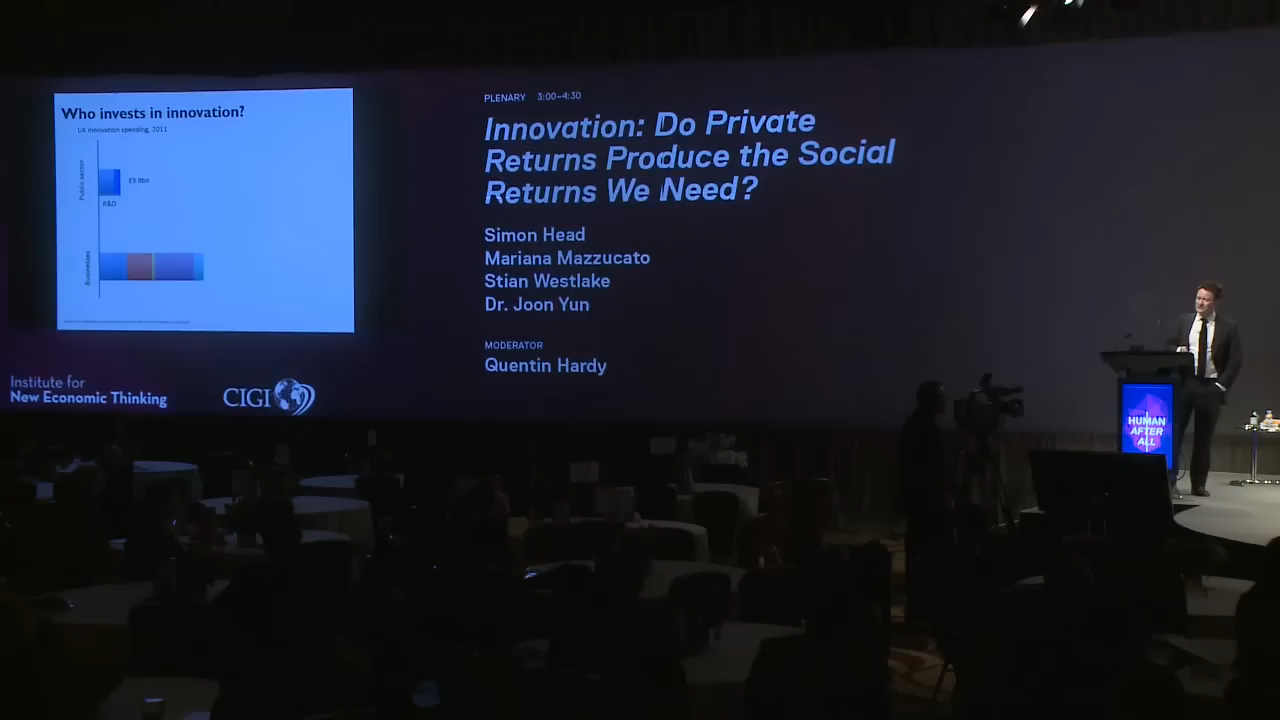 Who invests in innovation?
UK innovation spending, 2011
Public sector
£9.9bn
R&D
Businesses
PLENARY 3:00–4:30
Innovation: Do Private
Returns Produce the Social
Returns We Need?
Simon Head
Mariana Mazzucato
Stian Westlake
Dr. Joon Yun
MODERATOR
Quentin Hardy
Institute for
New Economic Thinking
CIGI
HUMAN
AFTER
ALL